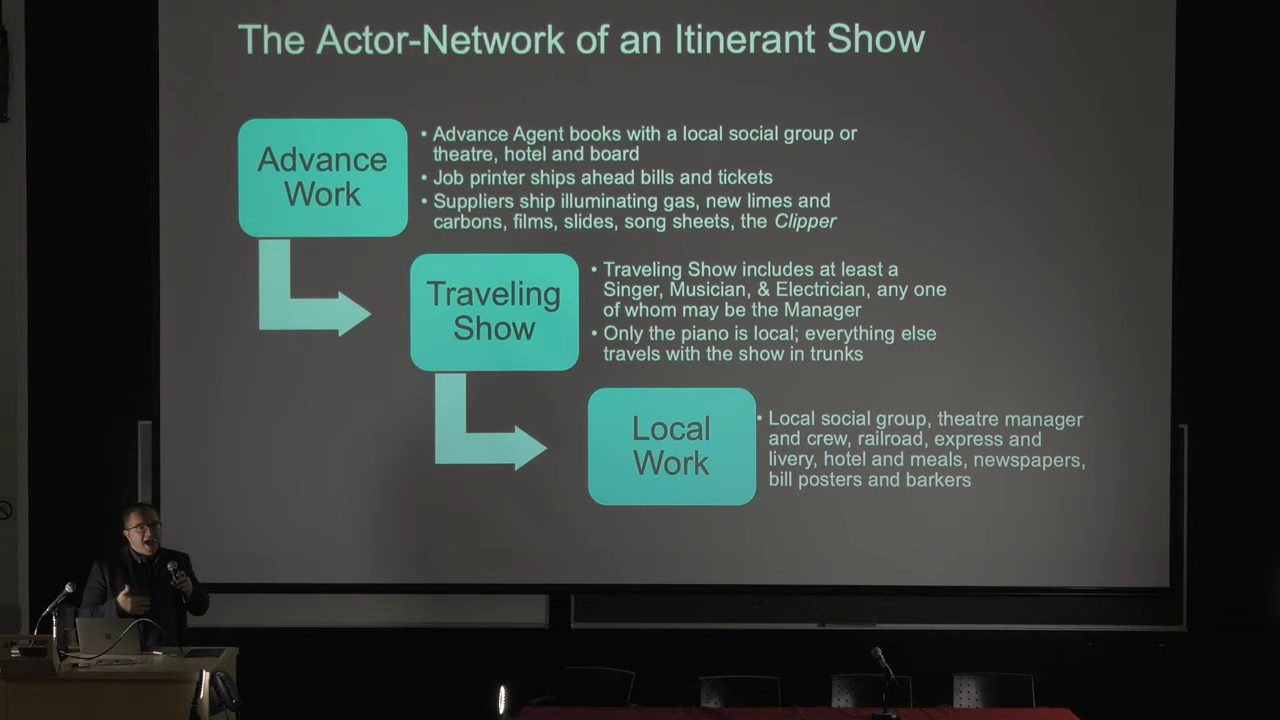 The Actor-Network of an Itinerant Show
Advance
Work
• Advance Agent books with a local social group or
theatre, hotel and board
• Job printer ships ahead bills and tickets
• Suppliers ship illuminating gas, new limes and
carbons, films, slides, song sheets, the Clipper
Traveling
Show
• Traveling Show includes at least a
Singer, Musician, & Electrician, any one
of whom may be the Manager
• Only the piano is local; everything else
travels with the show in trunks
Local
Work
• Local social group, theatre manager
and crew, railroad, express and
livery, hotel and meals, newspapers,
bill posters and barkers